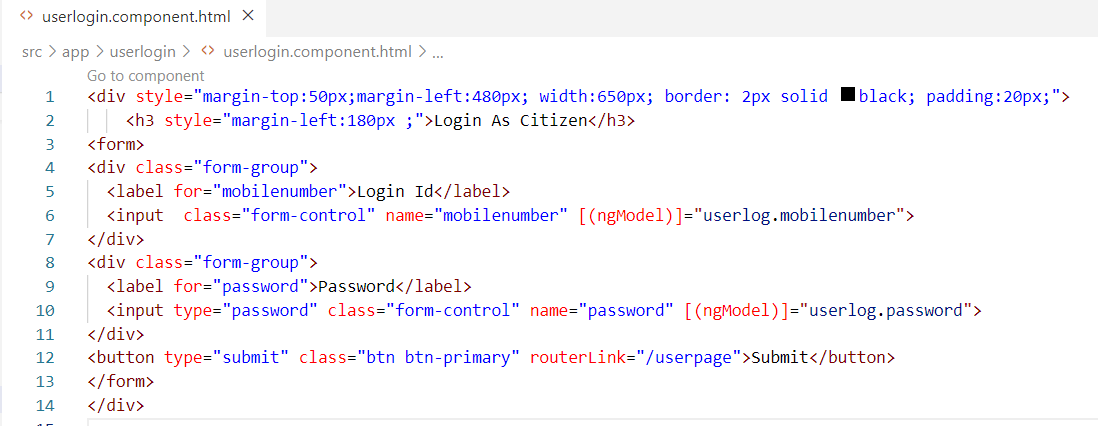 <> userlogin.component.html ×
src > app > userlogin > <> userlogin.component.html > ...
Go to component
1 <div style="margin-top:50px;margin-left:480px; width:650px; border: 2px solid black; padding:20px;">
2 <h3 style="margin-left:180px ;">Login As Citizen</h3>
3 <form>
4 <div class="form-group">
5 <label for="mobilenumber">Login Id</label>
6 <input  class="form-control" name="mobilenumber" [(ngModel)]="userlog.mobilenumber">
7 </div>
8 <div class="form-group">
9 <label for="password">Password</label>
10 <input type="password" class="form-control" name="password" [(ngModel)]="userlog.password">
11 </div>
12 <button type="submit" class="btn btn-primary" routerLink="/userpage">Submit</button>
13 </form>
14 </div>